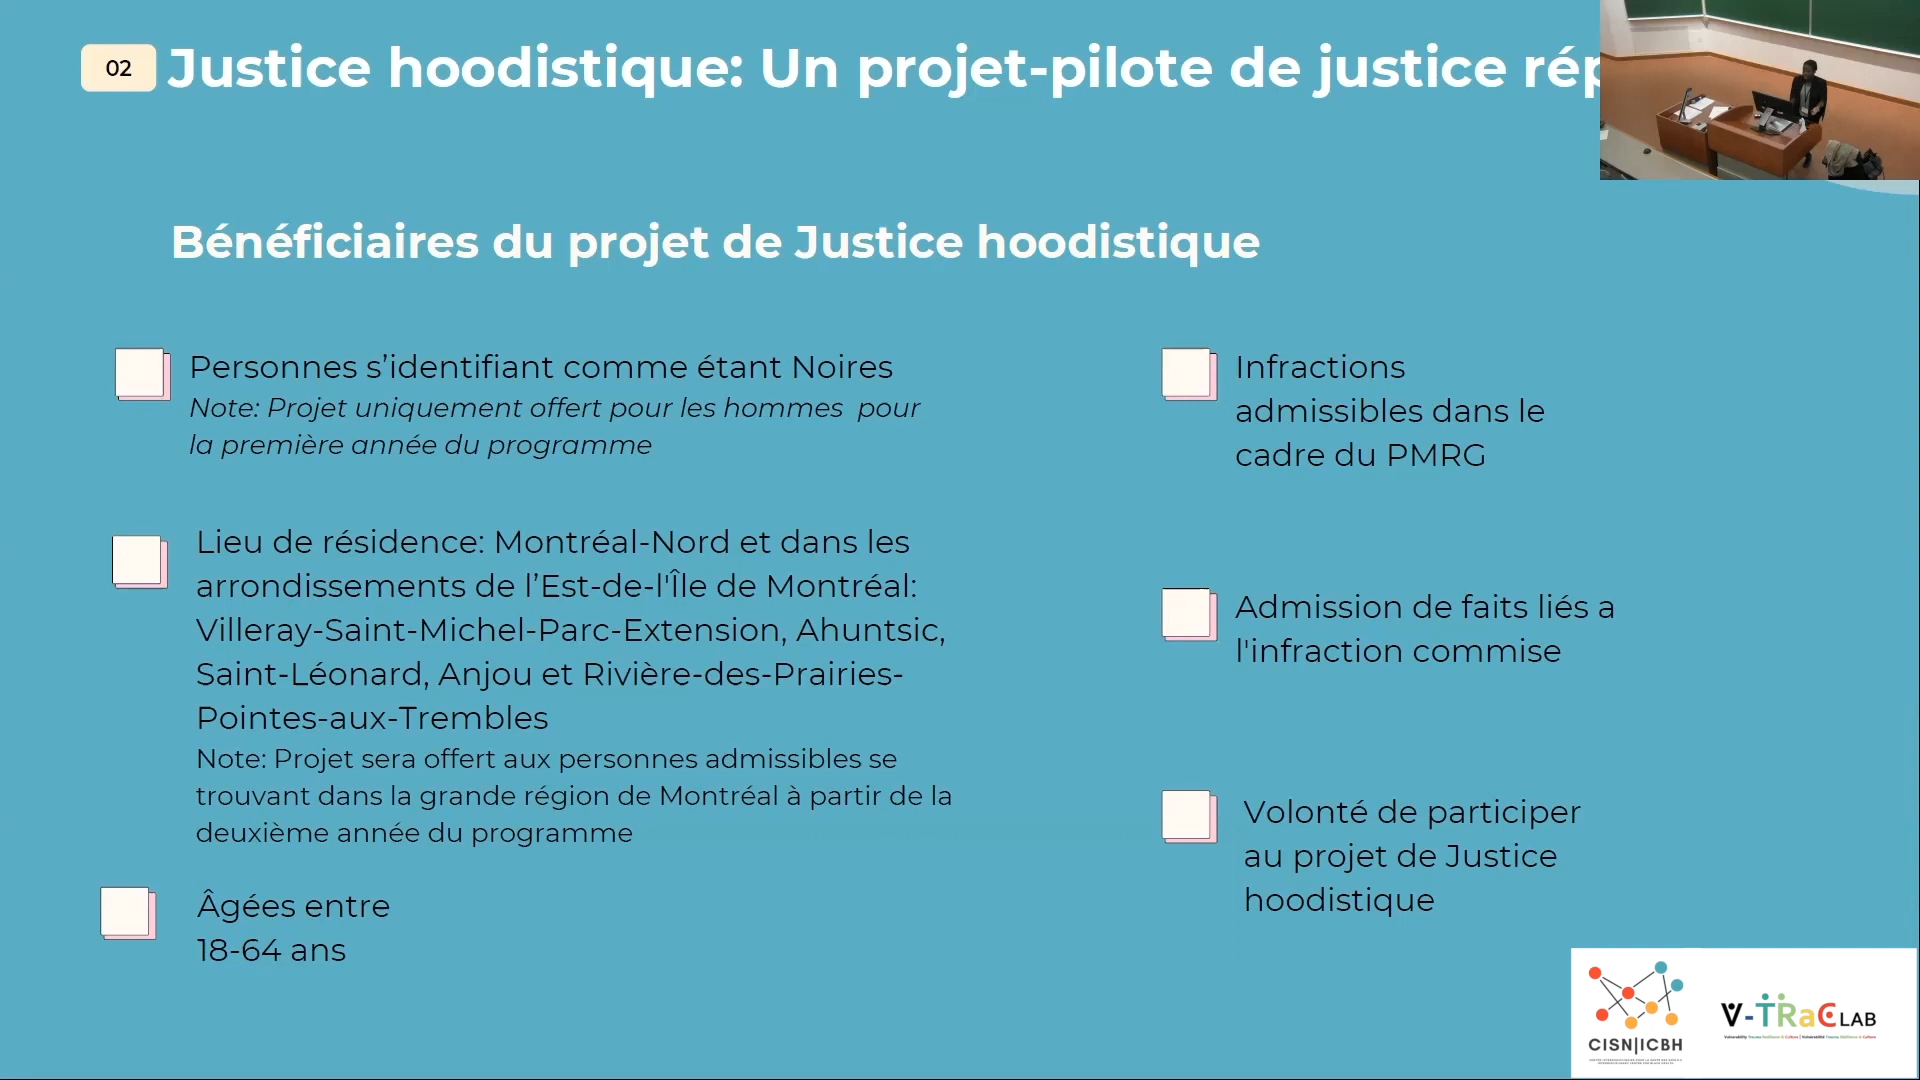 02
Justice hoodistique: Un projet-pilote de justice rép
Bénéficiaires du projet de Justice hoodistique
Personnes s’identifiant comme étant Noires
Note: Projet uniquement offert pour les hommes pour
la première année du programme
Lieu de résidence: Montréal-Nord et dans les
arrondissements de l’Est-de-l'Île de Montréal:
Villeray-Saint-Michel-Parc-Extension, Ahuntsic,
Saint-Léonard, Anjou et Rivière-des-Prairies-
Pointes-aux-Trembles
Note: Projet sera offert aux personnes admissibles se
trouvant dans la grande région de Montréal à partir de la
deuxième année du programme
Âgées entre
18-64 ans
Infractions
admissibles dans le
cadre du PMRG
Admission de faits liés a
l'infraction commise
Volonté de participer
au projet de Justice
hoodistique
CISN|ICBH
V-TRaC LAB